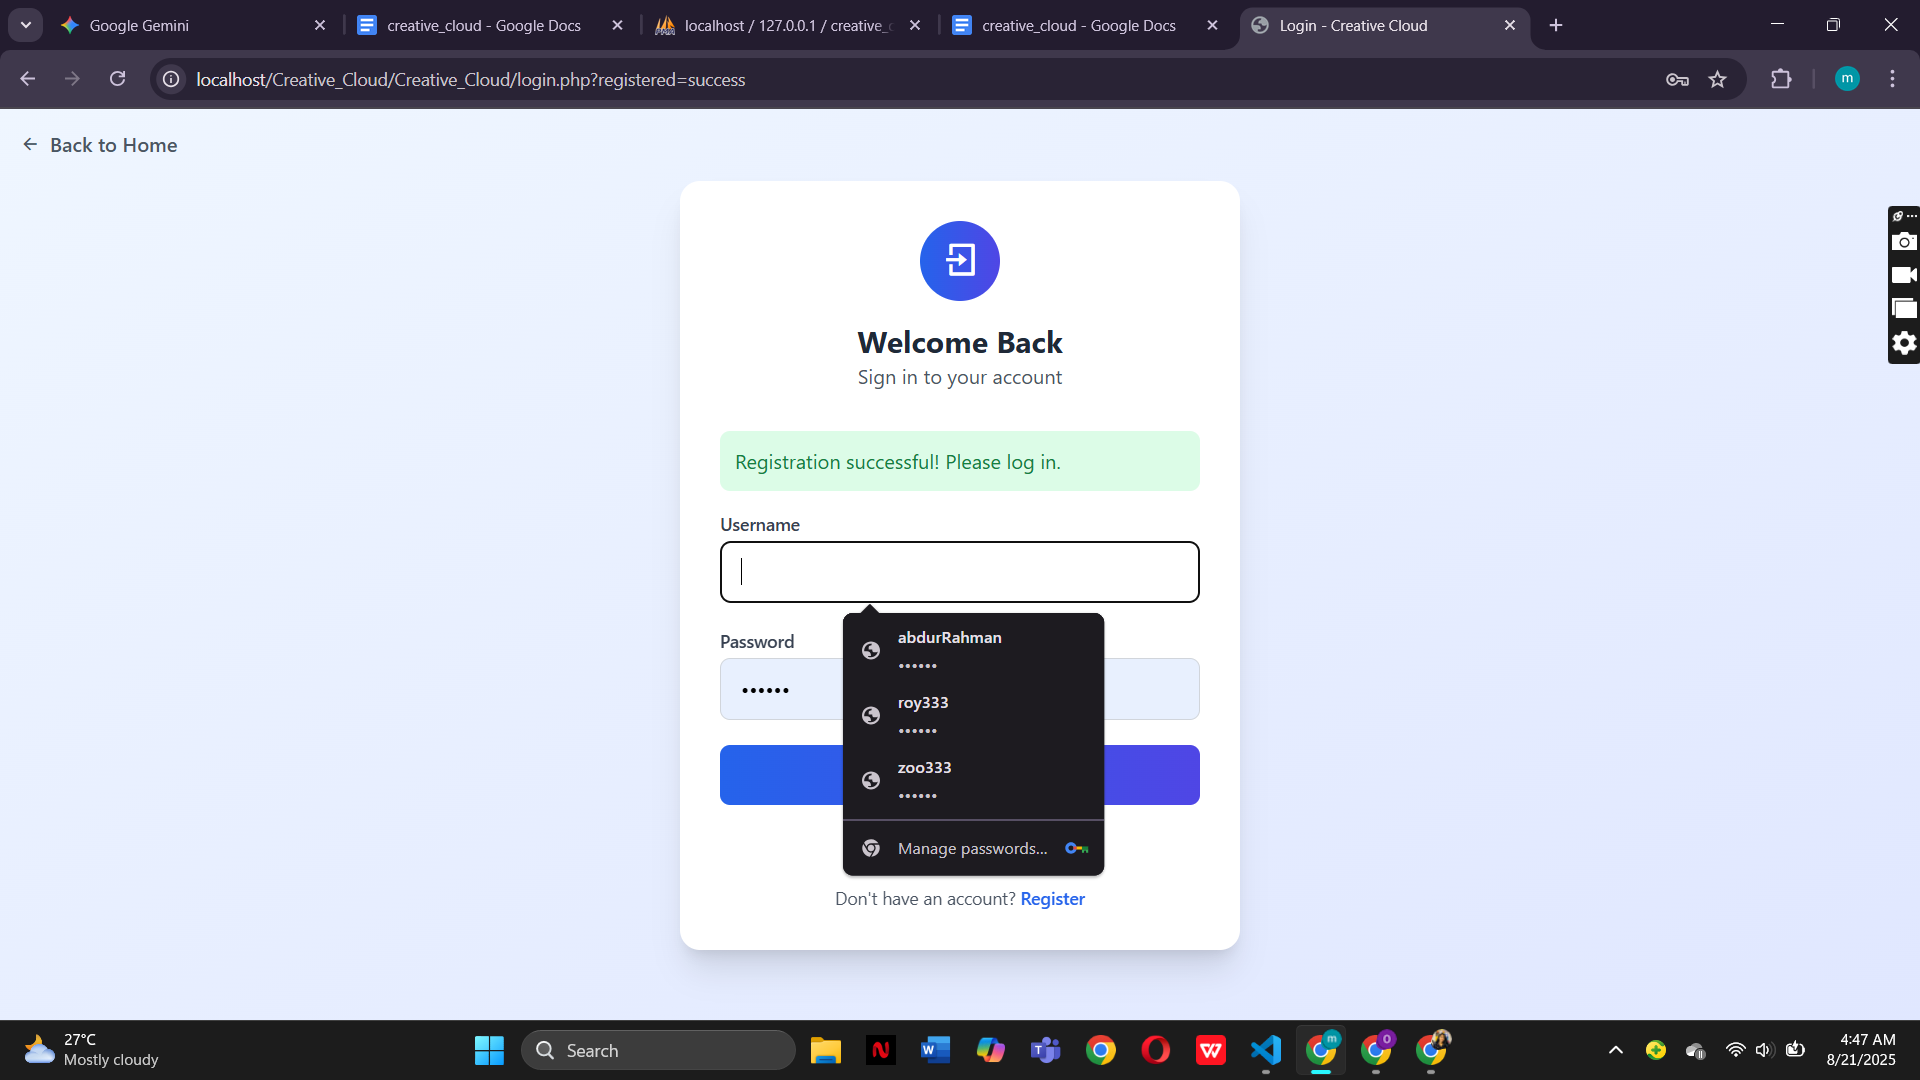 Google Gemini
creative_cloud - Google Docs
localhost / 127.0.0.1 / creative_c
creative_cloud - Google Docs
Login - Creative Cloud
localhost/Creative_Cloud/Creative_Cloud/login.php?registered=success
m
Back to Home
Welcome Back
Sign in to your account
Registration successful! Please log in.
Username
Password
abdurRahman
roy333
zoo333
Manage passwords...
Don't have an account? Register
27°C
Mostly cloudy
Search
4:47 AM
8/21/2025